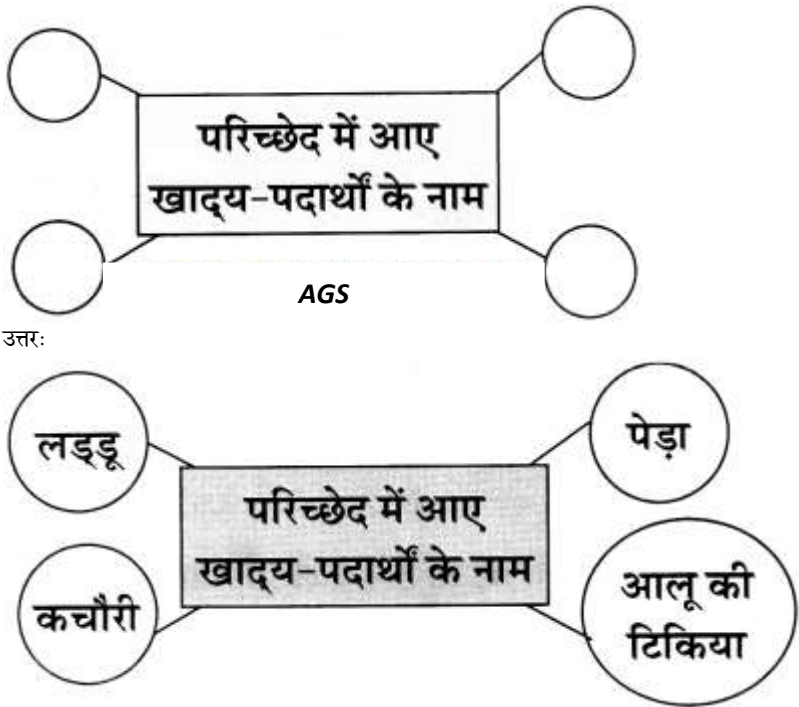 परिच्छेद में आए
खाद्‌य-पदार्थों के नाम
AGS
उत्तरः
लड्‌डू
पेड़ा
परिच्छेद में आए
खाद्‌य-पदार्थों के नाम
कचौरी
आलू की
टिकिया